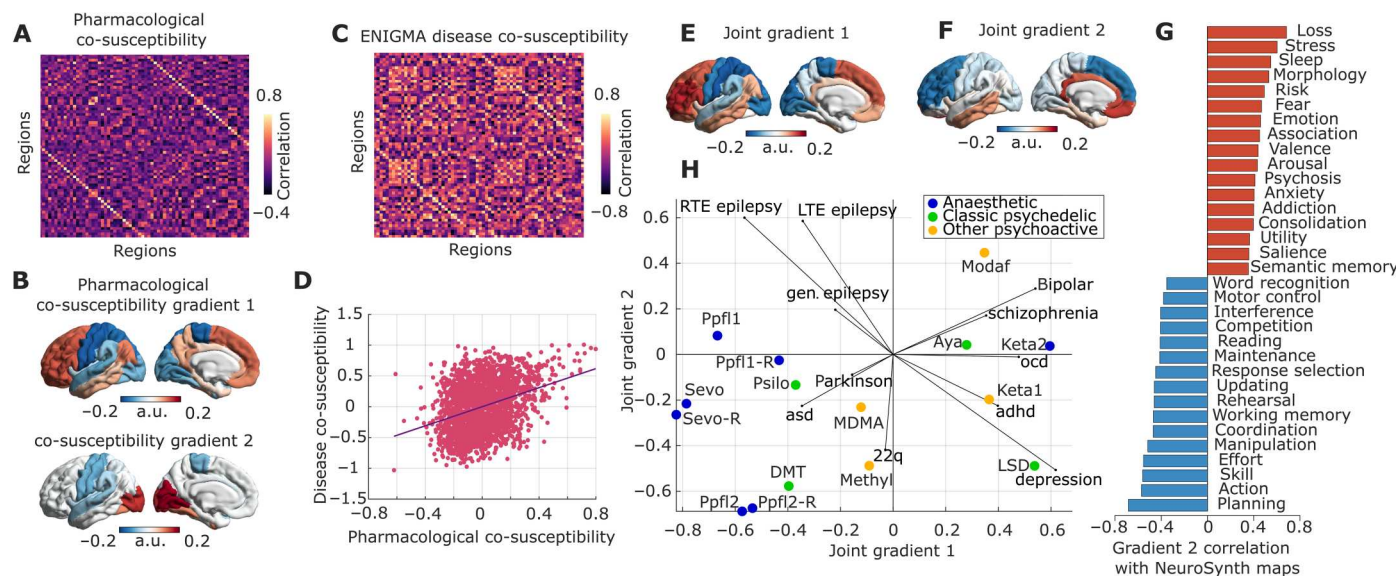 A
Pharmacological
co-susceptibility
Regions
Regions
0.8
−0.4
Correlation
B
Pharmacological
co-susceptibility gradient 1
−0.2
a.u.
0.2
co-susceptibility gradient 2
−0.2
a.u.
0.2
C
ENIGMA disease co-susceptibility
Regions
Regions
0.8
−0.8
Correlation
D
Disease co-susceptibility
1.5
1
0.5
0
−0.5
−1
−1.5
−0.8
−0.4
0
0.4
0.8
Pharmacological co-susceptibility
E
Joint gradient 1
−0.2
a.u.
0.2
F
Joint gradient 2
−0.2
a.u.
0.2
G
Loss
Stress
Sleep
Morphology
Risk
Fear
Emotion
Association
Valence
Arousal
Psychosis
Anxiety
Addiction
Consolidation
Utility
Salience
Semantic memory
Word recognition
Motor control
Interference
Competition
Reading
Maintenance
Response selection
Updating
Rehearsal
Working memory
Coordination
Manipulation
Effort
Skill
Action
Planning
−0.8
−0.4
0
0.4
0.8
Gradient 2 correlation
with NeuroSynth maps
H
Anaesthetic
Classic psychedelic
Other psychoactive
RTE epilepsy
LTE epilepsy
Modaf
gen. epilepsy
Bipolar
schizophrenia
Ppfl1
Aya
Keta2
Ppfl1-R
ocd
Parkinson
Psilo
Sevo
Keta1
Sevo-R
asd
MDMA
adhd
22q
DMT
Methyl
LSD
depression
Ppfl2
Ppfl2-R
Joint gradient 2
0.6
0.4
0.2
0
−0.2
−0.4
−0.6
−0.8
−0.6
−0.4
−0.2
0
0.2
0.4
0.6
Joint gradient 1